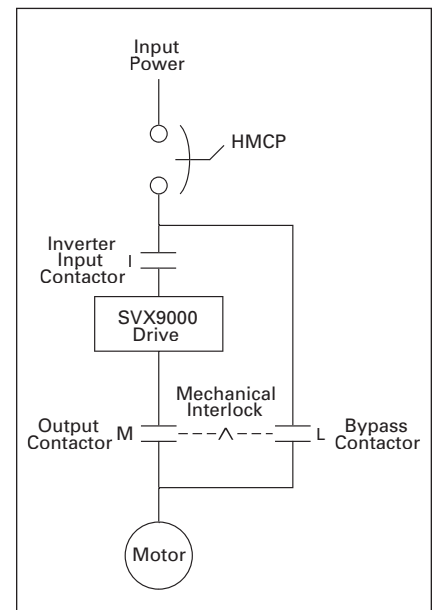 Input
Power
HMCP
Inverter
Input
Contactor
I
SVX9000
Drive
Mechanical
Interlock
Output
Contactor
M
L
Bypass
Contactor
Motor